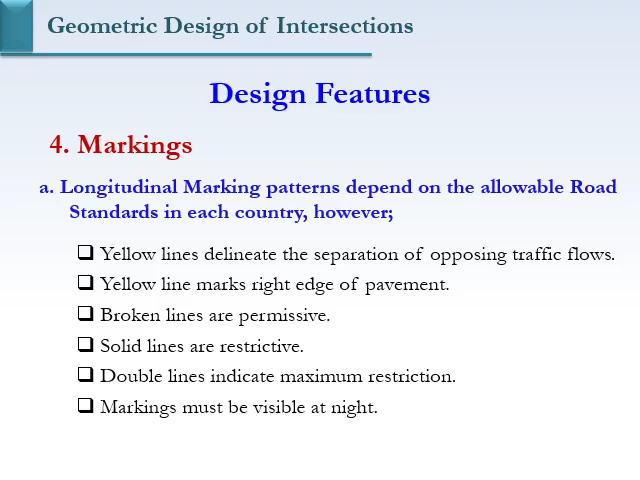 Geometric Design of Intersections
Design Features
4. Markings
a. Longitudinal Marking patterns depend on the allowable Road
Standards in each country, however;
❑ Yellow lines delineate the separation of opposing traffic flows.
❑ Yellow line marks right edge of pavement.
❑ Broken lines are permissive.
❑ Solid lines are restrictive.
❑ Double lines indicate maximum restriction.
❑ Markings must be visible at night.